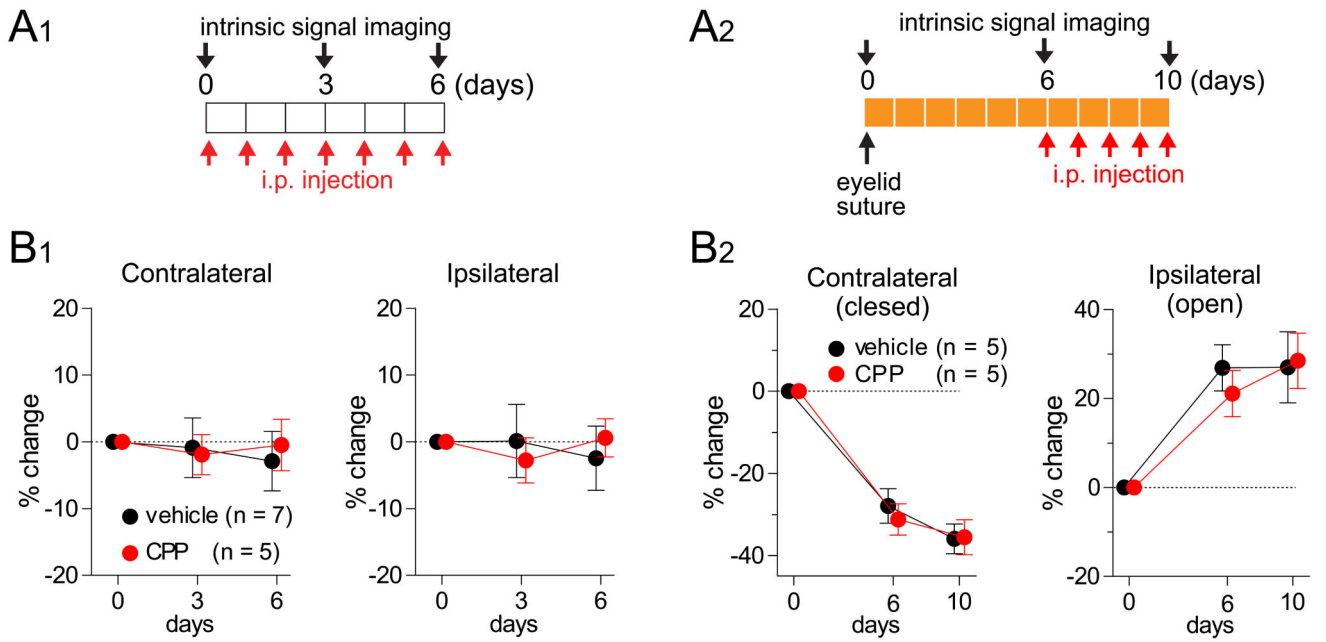 A1
intrinsic signal imaging
0 3 6 (days)
i.p. injection
A2
intrinsic signal imaging
0 6 10 (days)
eyelid
suture
i.p. injection
B1
Contralateral
% change
20
10
0
-10
-20
vehicle (n = 7)
CPP (n = 5)
0 3 6
days
Ipsilateral
% change
20
10
0
-10
-20
0 3 6
days
B2
Contralateral
(clesed)
% change
20
0
-20
-40
vehicle (n = 5)
CPP (n = 5)
0 6 10
days
Ipsilateral
(open)
% change
40
20
0
-20
0 6 10
days